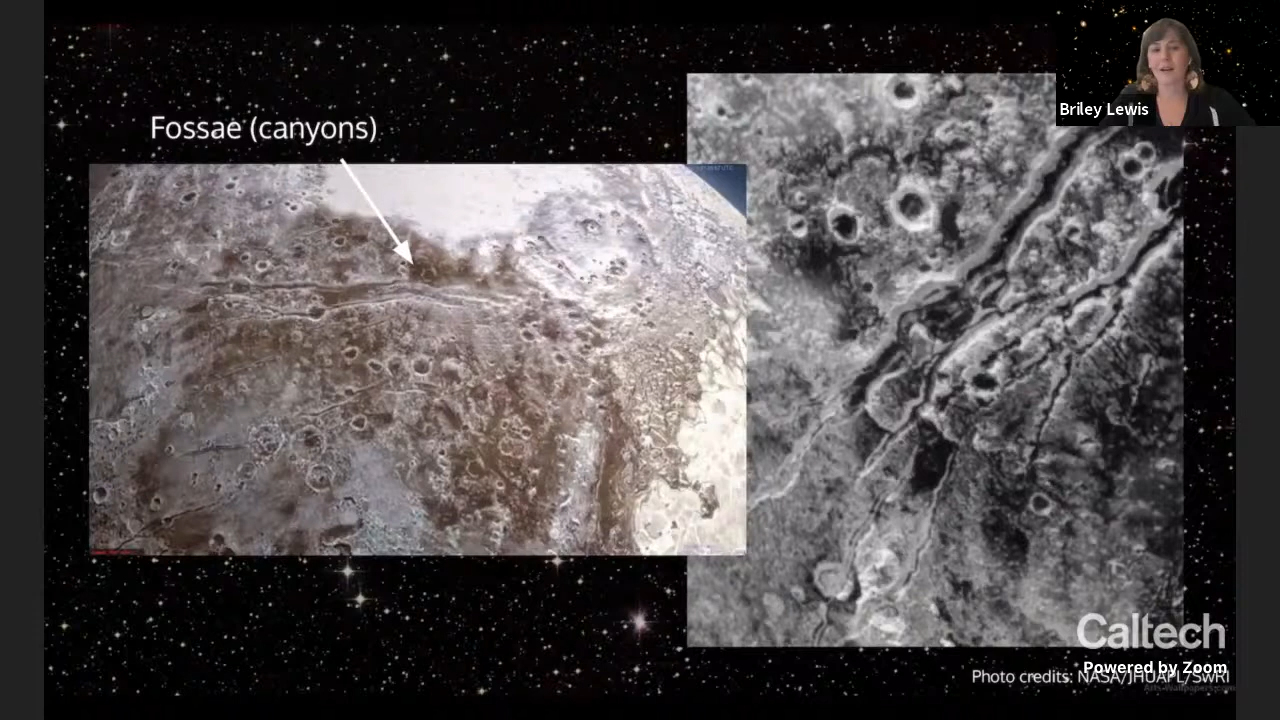 Briley Lewis
Fossae (canyons)
Caltech
Powered by Zoom
Photo credits: NASA/JHUAPL/SwRI